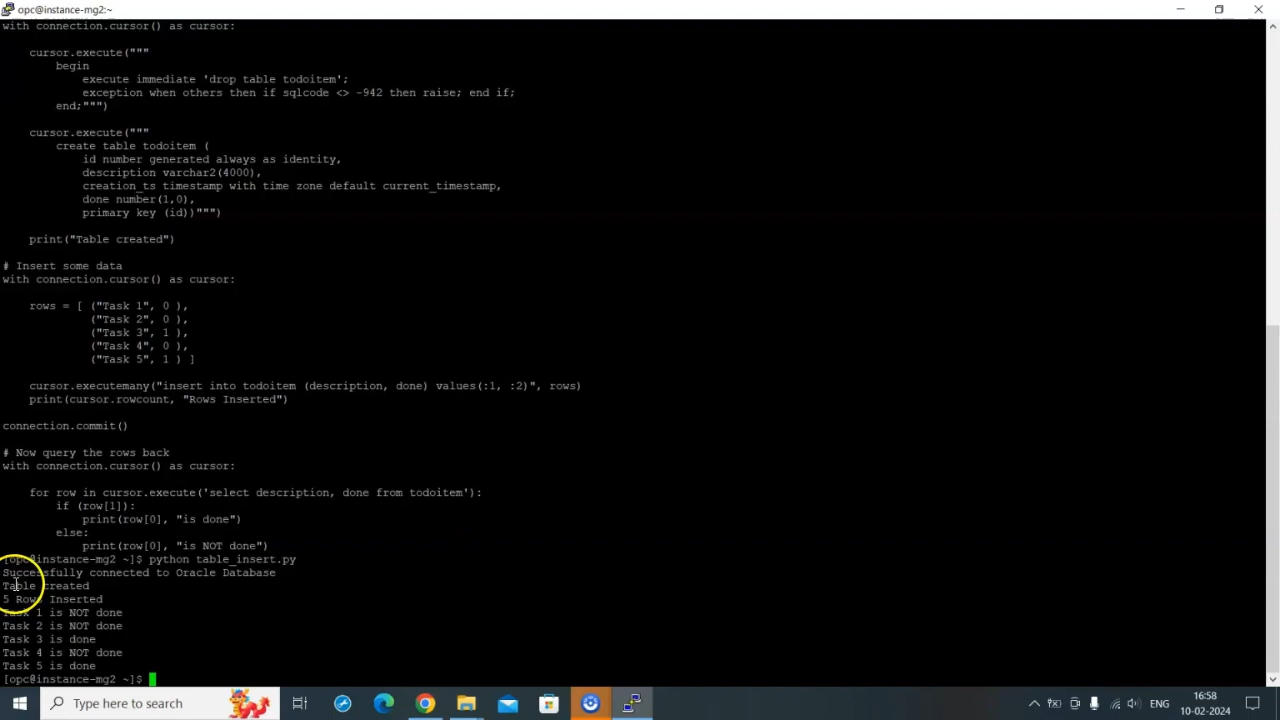 opc@instance-mg2:~
with connection.cursor() as cursor:
cursor.execute("""
begin
execute immediate 'drop table todoitem';
exception when others then if sqlcode <> -942 then raise; end if;
end;""")
cursor.execute("""
create table todoitem (
id number generated always as identity,
description varchar2(4000),
creation_ts timestamp with time zone default current_timestamp,
done number(1,0),
primary key (id))""")
print("Table created")
# Insert some data
with connection.cursor() as cursor:
rows = [ ("Task 1", 0 ),
("Task 2", 0 ),
("Task 3", 1 ),
("Task 4", 0 ),
("Task 5", 1 ) ]
cursor.executemany("insert into todoitem (description, done) values(:1, :2)", rows)
print(cursor.rowcount, "Rows Inserted")
connection.commit()
# Now query the rows back
with connection.cursor() as cursor:
for row in cursor.execute('select description, done from todoitem'):
if (row[1]):
print(row[0], "is done")
else:
print(row[0], "is NOT done")
[opc@instance-mg2 ~]$ python table_insert.py
Successfully connected to Oracle Database
Table created
5 Rows Inserted
Task 1 is NOT done
Task 2 is NOT done
Task 3 is done
Task 4 is NOT done
Task 5 is done
[opc@instance-mg2 ~]$
Type here to search
ENG
16:58
10-02-2024